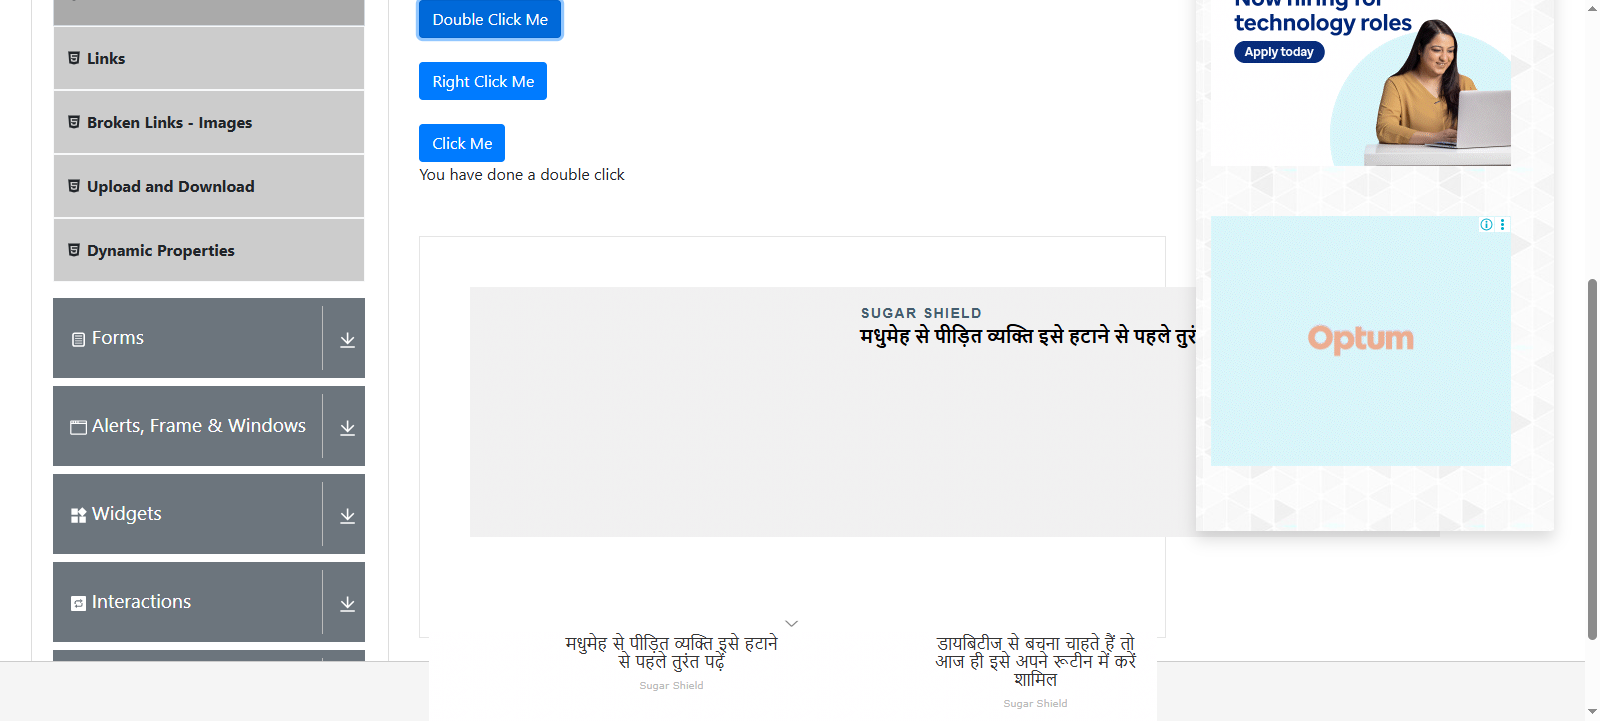 Double Click Me
Right Click Me
Click Me
You have done a double click
Links
Broken Links - Images
Upload and Download
Dynamic Properties
Forms
Alerts, Frame & Windows
Widgets
Interactions
Now hiring for
technology roles
Apply today
Optum
SUGAR SHIELD
मधुमेह से पीड़ित व्यक्ति इसे हटाने से पहले
मधुमेह से पीड़ित व्यक्ति इसे हटाने
से पहले तुरंत पढ़ें
Sugar Shield
डायबिटीज से बचना चाहते हैं तो
आज ही इसे अपने रूटीन में करें
शामिल
Sugar Shield